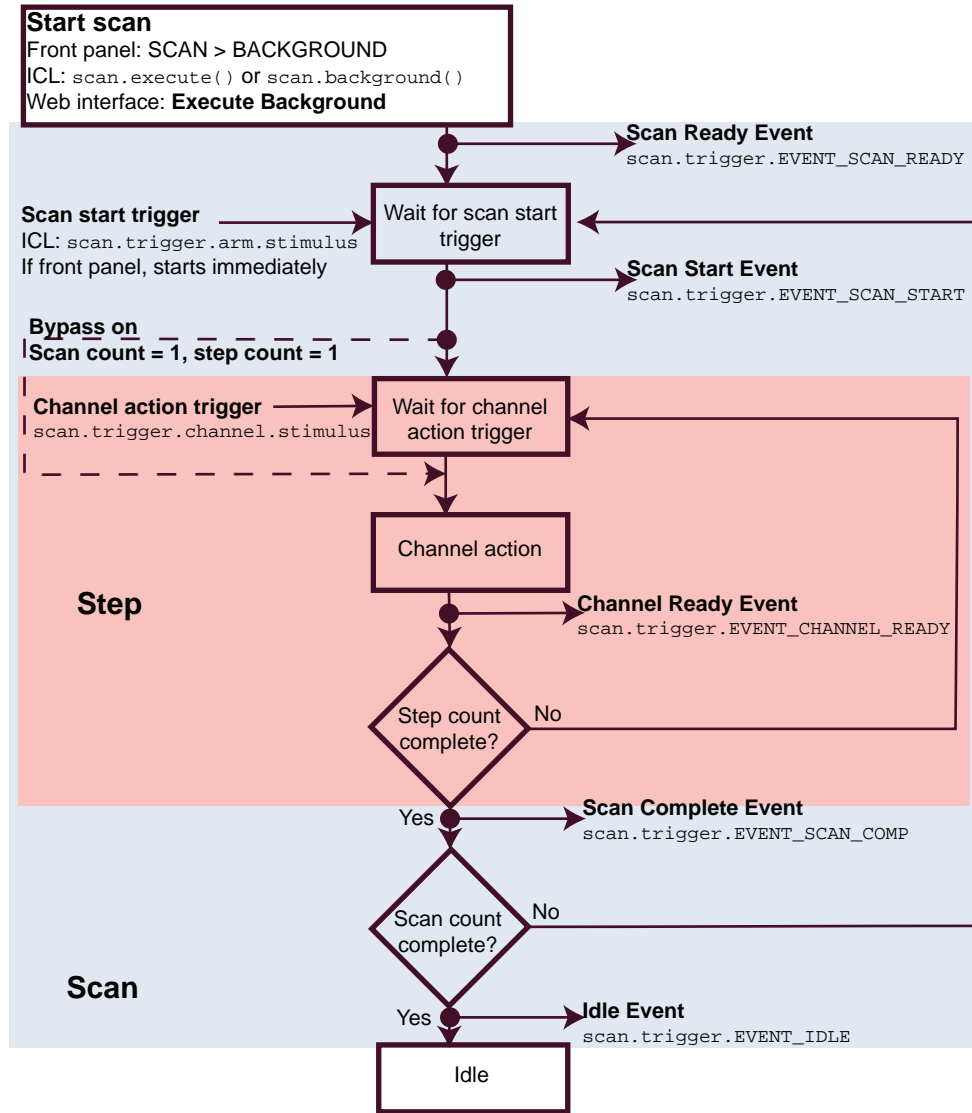 Start scan
Front panel: SCAN > BACKGROUND
ICL: scan.execute() or scan.background()
Web interface: Execute Background
Scan Ready Event
scan.trigger.EVENT_SCAN_READY
Wait for scan start
trigger
Scan start trigger
ICL: scan.trigger.arm.stimulus
If front panel, starts immediately
Scan Start Event
scan.trigger.EVENT_SCAN_START
Bypass on
Scan count = 1, step count = 1
Channel action trigger
scan.trigger.channel.stimulus
Wait for channel
action trigger
Channel action
Step
Channel Ready Event
scan.trigger.EVENT_CHANNEL_READY
Step count
complete?
No
Yes
Scan Complete Event
scan.trigger.EVENT_SCAN_COMP
Scan count
complete?
No
Scan
Yes
Idle Event
scan.trigger.EVENT_IDLE
Idle